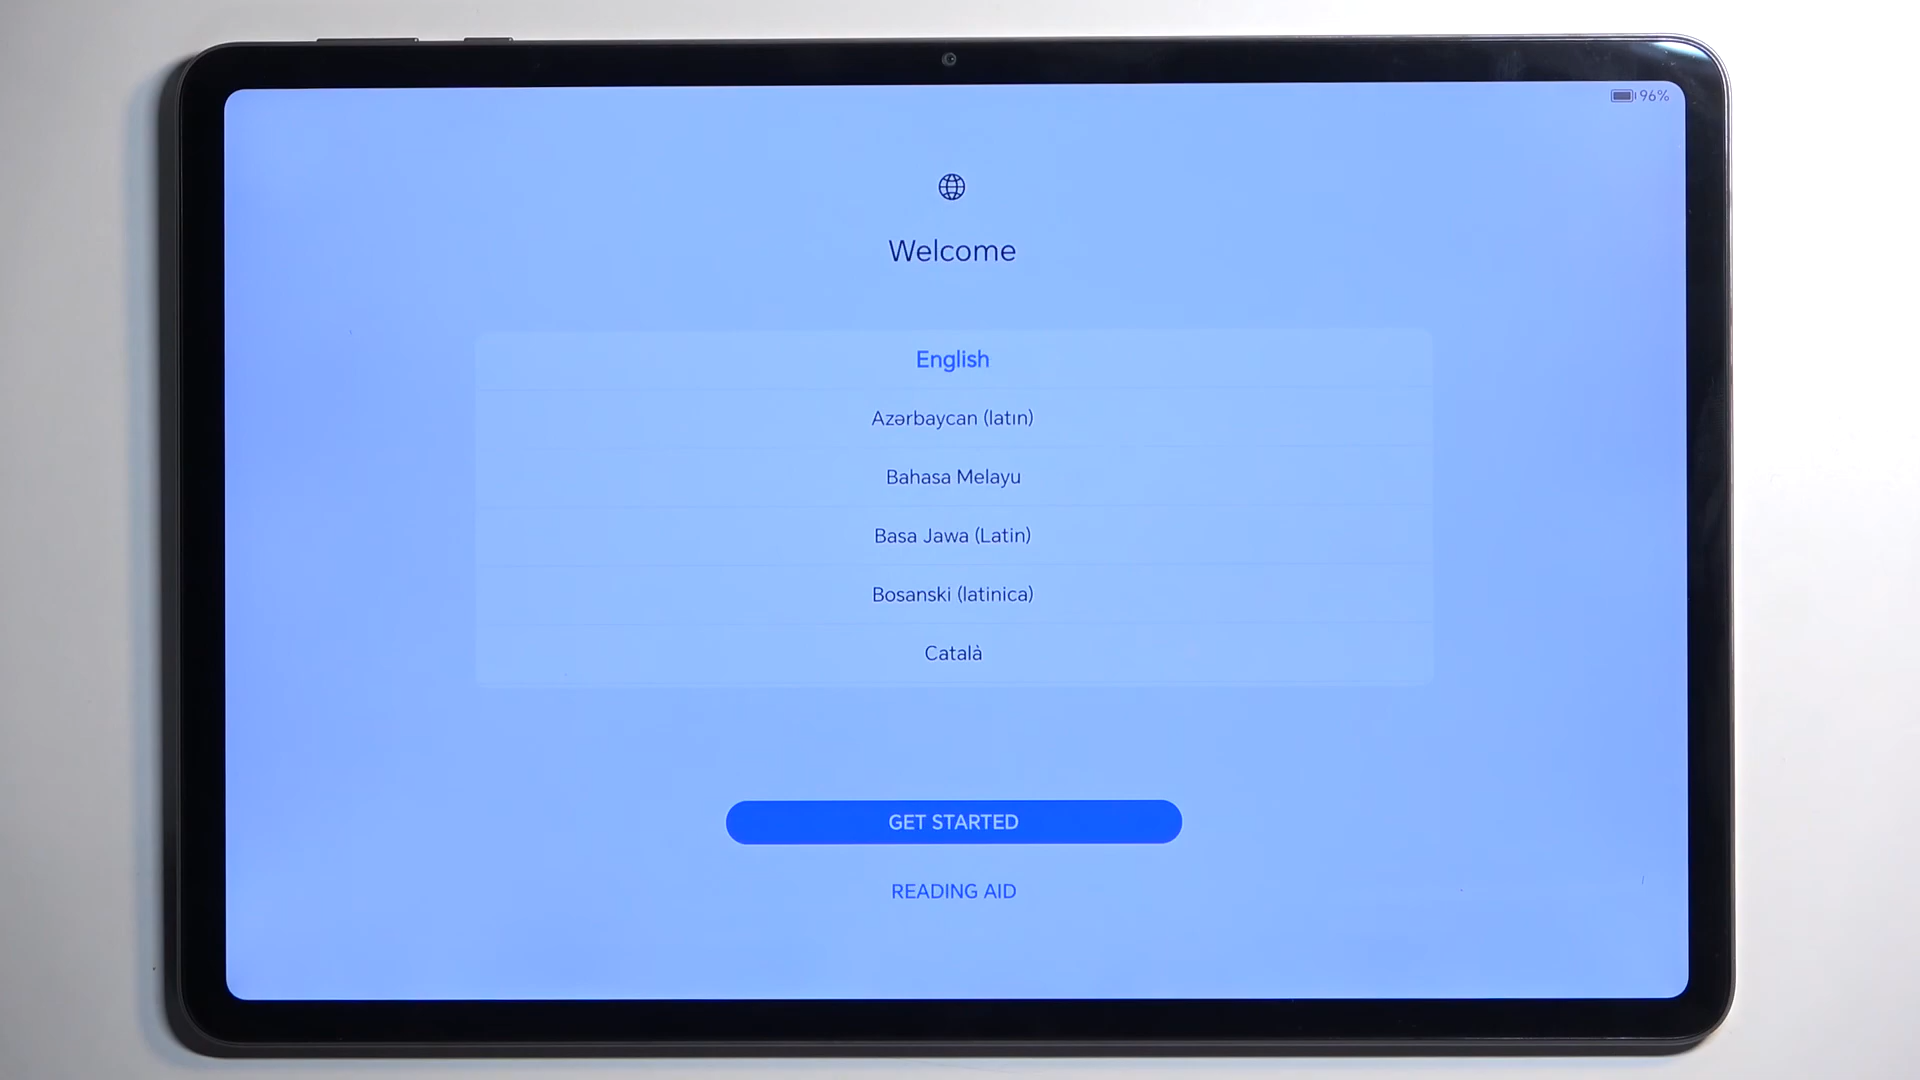 96%
Welcome
English
Azərbaycan (latın)
Bahasa Melayu
Basa Jawa (Latin)
Bosanski (latinica)
Català
GET STARTED
READING AID